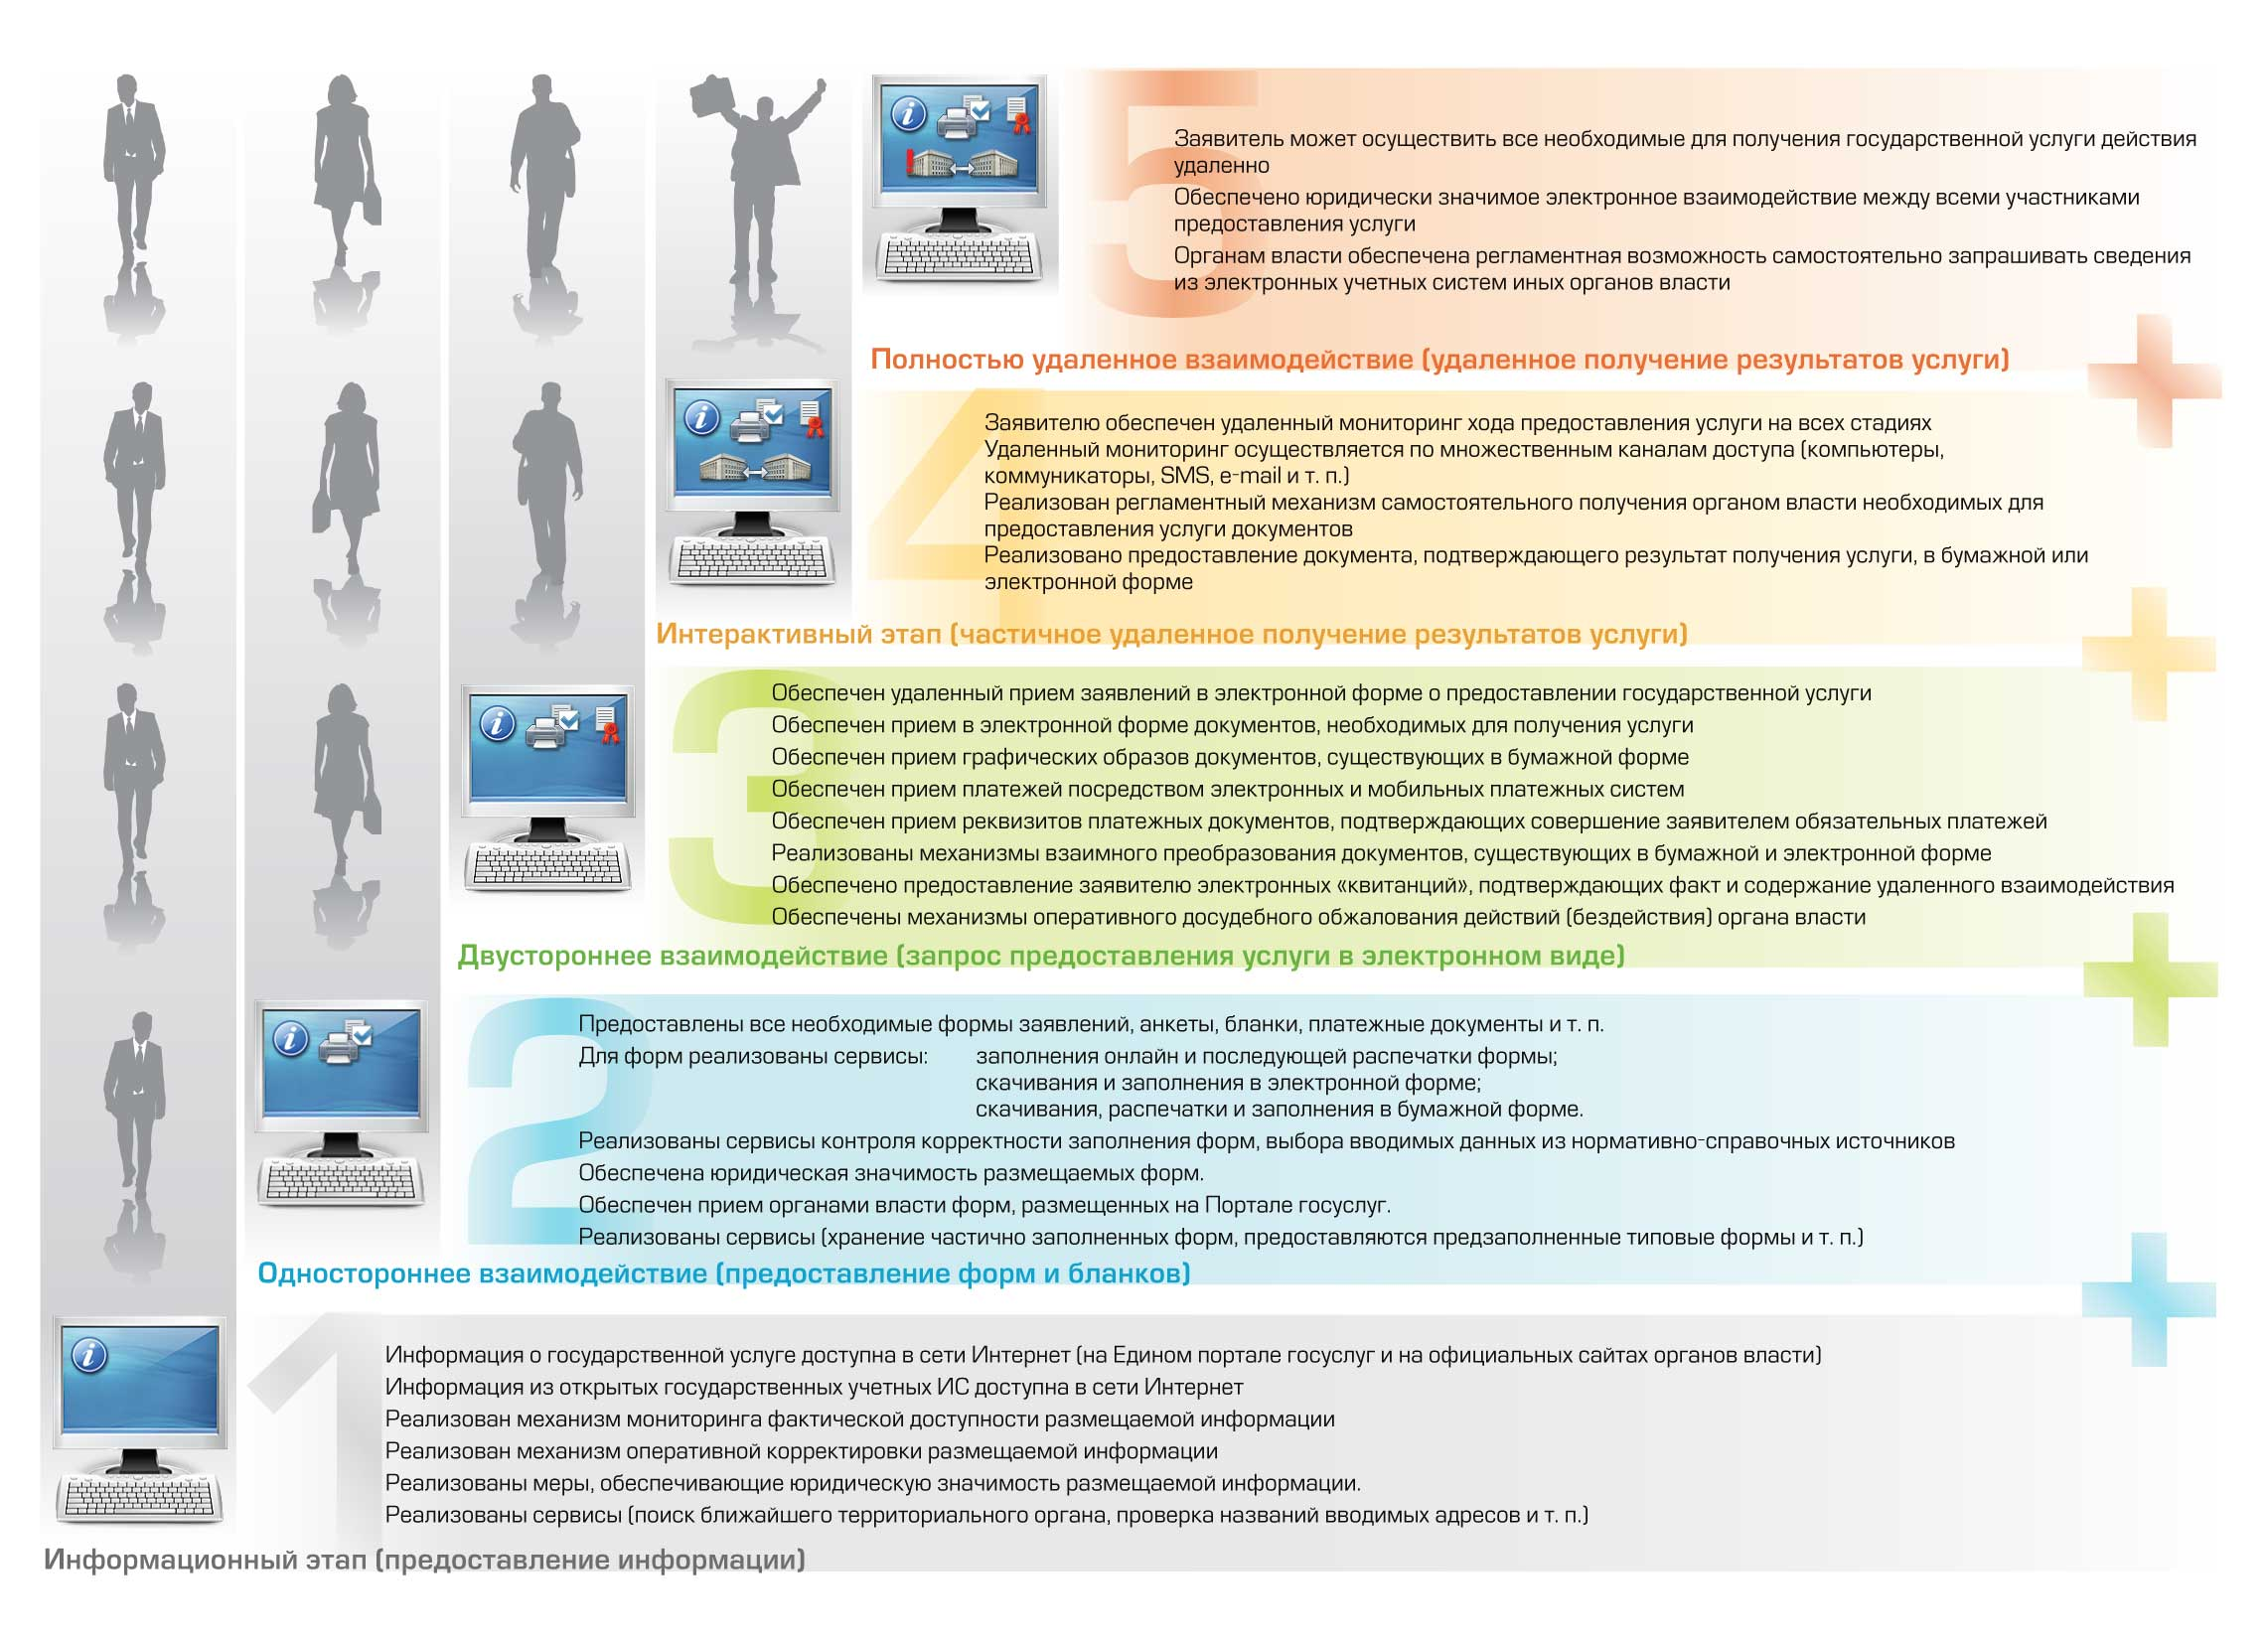 5
Заявитель может осуществить все необходимые для получения государственной услуги действия
удаленно
Обеспечено юридически значимое электронное взаимодействие между всеми участниками
предоставления услуги
Органам власти обеспечена регламентная возможность самостоятельно запрашивать сведения
из электронных учетных систем иных органов власти
Полностью удаленное взаимодействие (удаленное получение результатов услуги)
+
4
Заявителю обеспечен удаленный мониторинг хода предоставления услуги на всех стадиях
Удаленный мониторинг осуществляется по множественным каналам доступа (компьютеры,
коммуникаторы, SMS, e-mail и т. п.)
Реализован регламентный механизм самостоятельного получения органом власти необходимых для
предоставления услуги документов
Реализовано предоставление документа, подтверждающего результат получения услуги, в бумажной или
электронной форме
Интерактивный этап (частичное удаленное получение результатов услуги)
+
3
Обеспечен удаленный прием заявлений в электронной форме о предоставлении государственной услуги
Обеспечен прием в электронной форме документов, необходимых для получения услуги
Обеспечен прием графических образов документов, существующих в бумажной форме
Обеспечен прием платежей посредством электронных и мобильных платежных систем
Обеспечен прием реквизитов платежных документов, подтверждающих совершение заявителем обязательных платежей
Реализованы механизмы взаимного преобразования документов, существующих в бумажной и электронной форме
Обеспечено предоставление заявителю электронных «квитанций», подтверждающих факт и содержание удаленного взаимодействия
Обеспечены механизмы оперативного досудебного обжалования действий (бездействия) органа власти
Двустороннее взаимодействие (запрос предоставления услуги в электронном виде)
+
2
Предоставлены все необходимые формы заявлений, анкеты, бланки, платежные документы и т. п.
Для форм реализованы сервисы: заполнения онлайн и последующей распечатки формы;
скачивания и заполнения в электронной форме;
скачивания, распечатки и заполнения в бумажной форме.
Реализованы сервисы контроля корректности заполнения форм, выбора вводимых данных из нормативно-справочных источников
Обеспечена юридическая значимость размещаемых форм.
Обеспечен прием органами власти форм, размещенных на Портале госуслуг.
Реализованы сервисы (хранение частично заполненных форм, предоставляются предзаполненные типовые формы и т. п.)
Одностороннее взаимодействие (предоставление форм и бланков)
+
1
Информация о государственной услуге доступна в сети Интернет (на Едином портале госуслуг и на официальных сайтах органов власти)
Информация из открытых государственных учетных ИС доступна в сети Интернет
Реализован механизм мониторинга фактической доступности размещаемой информации
Реализован механизм оперативной корректировки размещаемой информации
Реализованы меры, обеспечивающие юридическую значимость размещаемой информации.
Реализованы сервисы (поиск ближайшего территориального органа, проверка названий вводимых адресов и т. п.)
Информационный этап (предоставление информации)